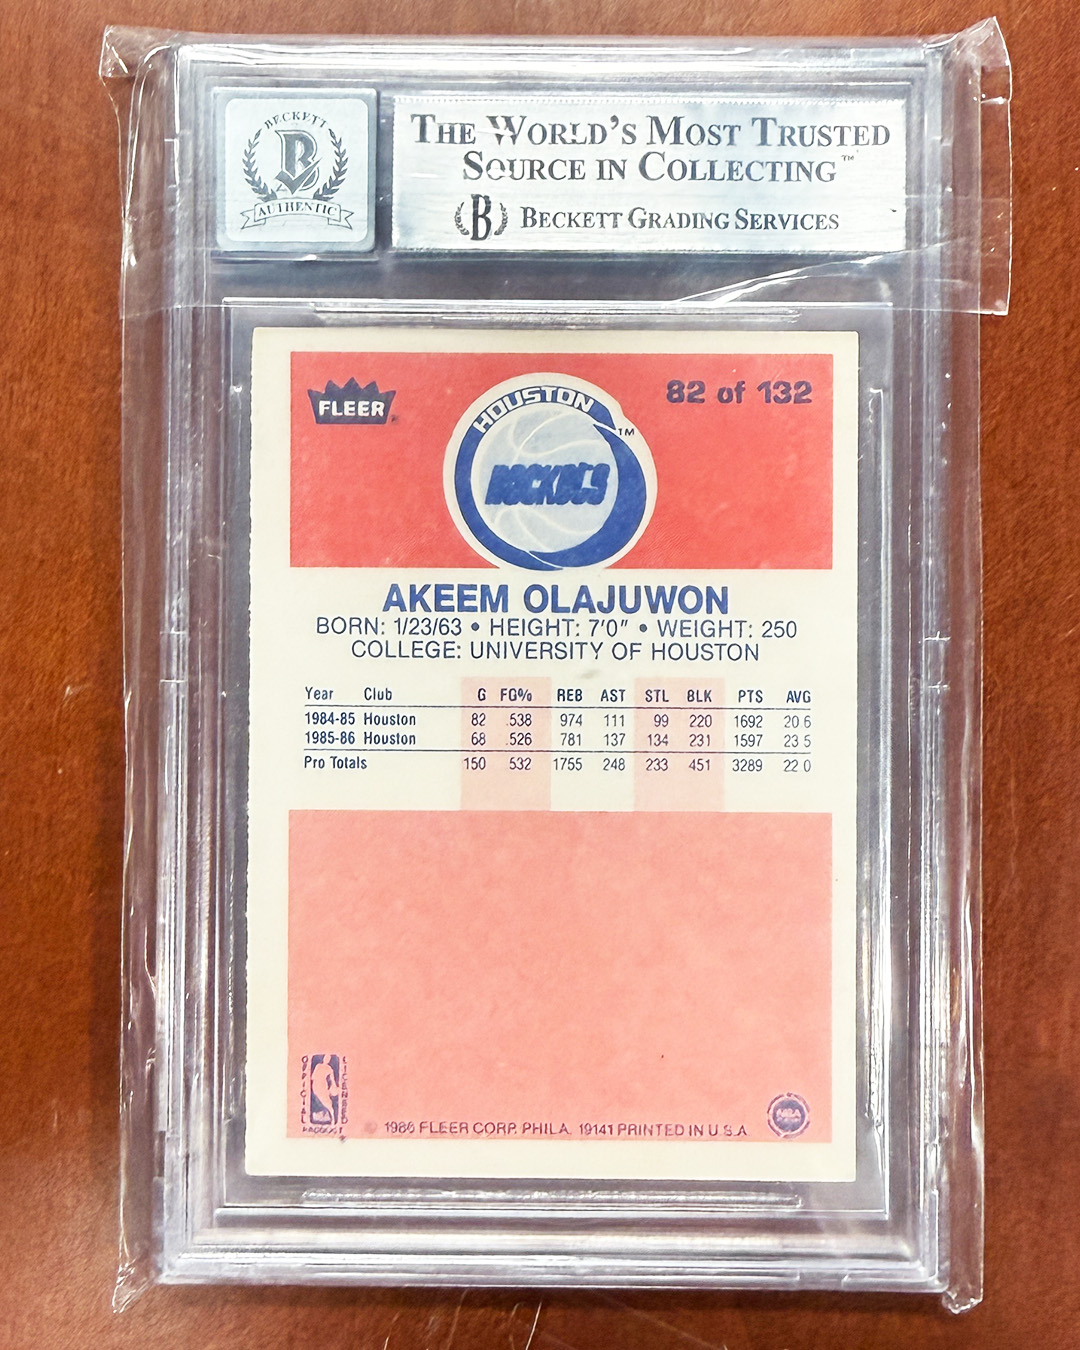 BECKETT
B
AUTHENTIC
THE WORLD'S MOST TRUSTED
SOURCE IN COLLECTING™
B BECKETT GRADING SERVICES
FLEER
HOUSTON
ROCKETS
TM
82 of 132
AKEEM OLAJUWON
BORN: 1/23/63 • HEIGHT: 7'0" • WEIGHT: 250
COLLEGE: UNIVERSITY OF HOUSTON
Year Club G FG% REB AST STL BLK PTS AVG
1984-85 Houston 82 .538 974 111 99 220 1692 20 6
1985-86 Houston 68 .526 781 137 134 231 1597 23 5
Pro Totals 150 532 1755 248 233 451 3289 22 0
OFFICIAL
LICENSED
NBA
PRODUCT
© 1986 FLEER CORP. PHILA. 19141 PRINTED IN U.S.A
NBA